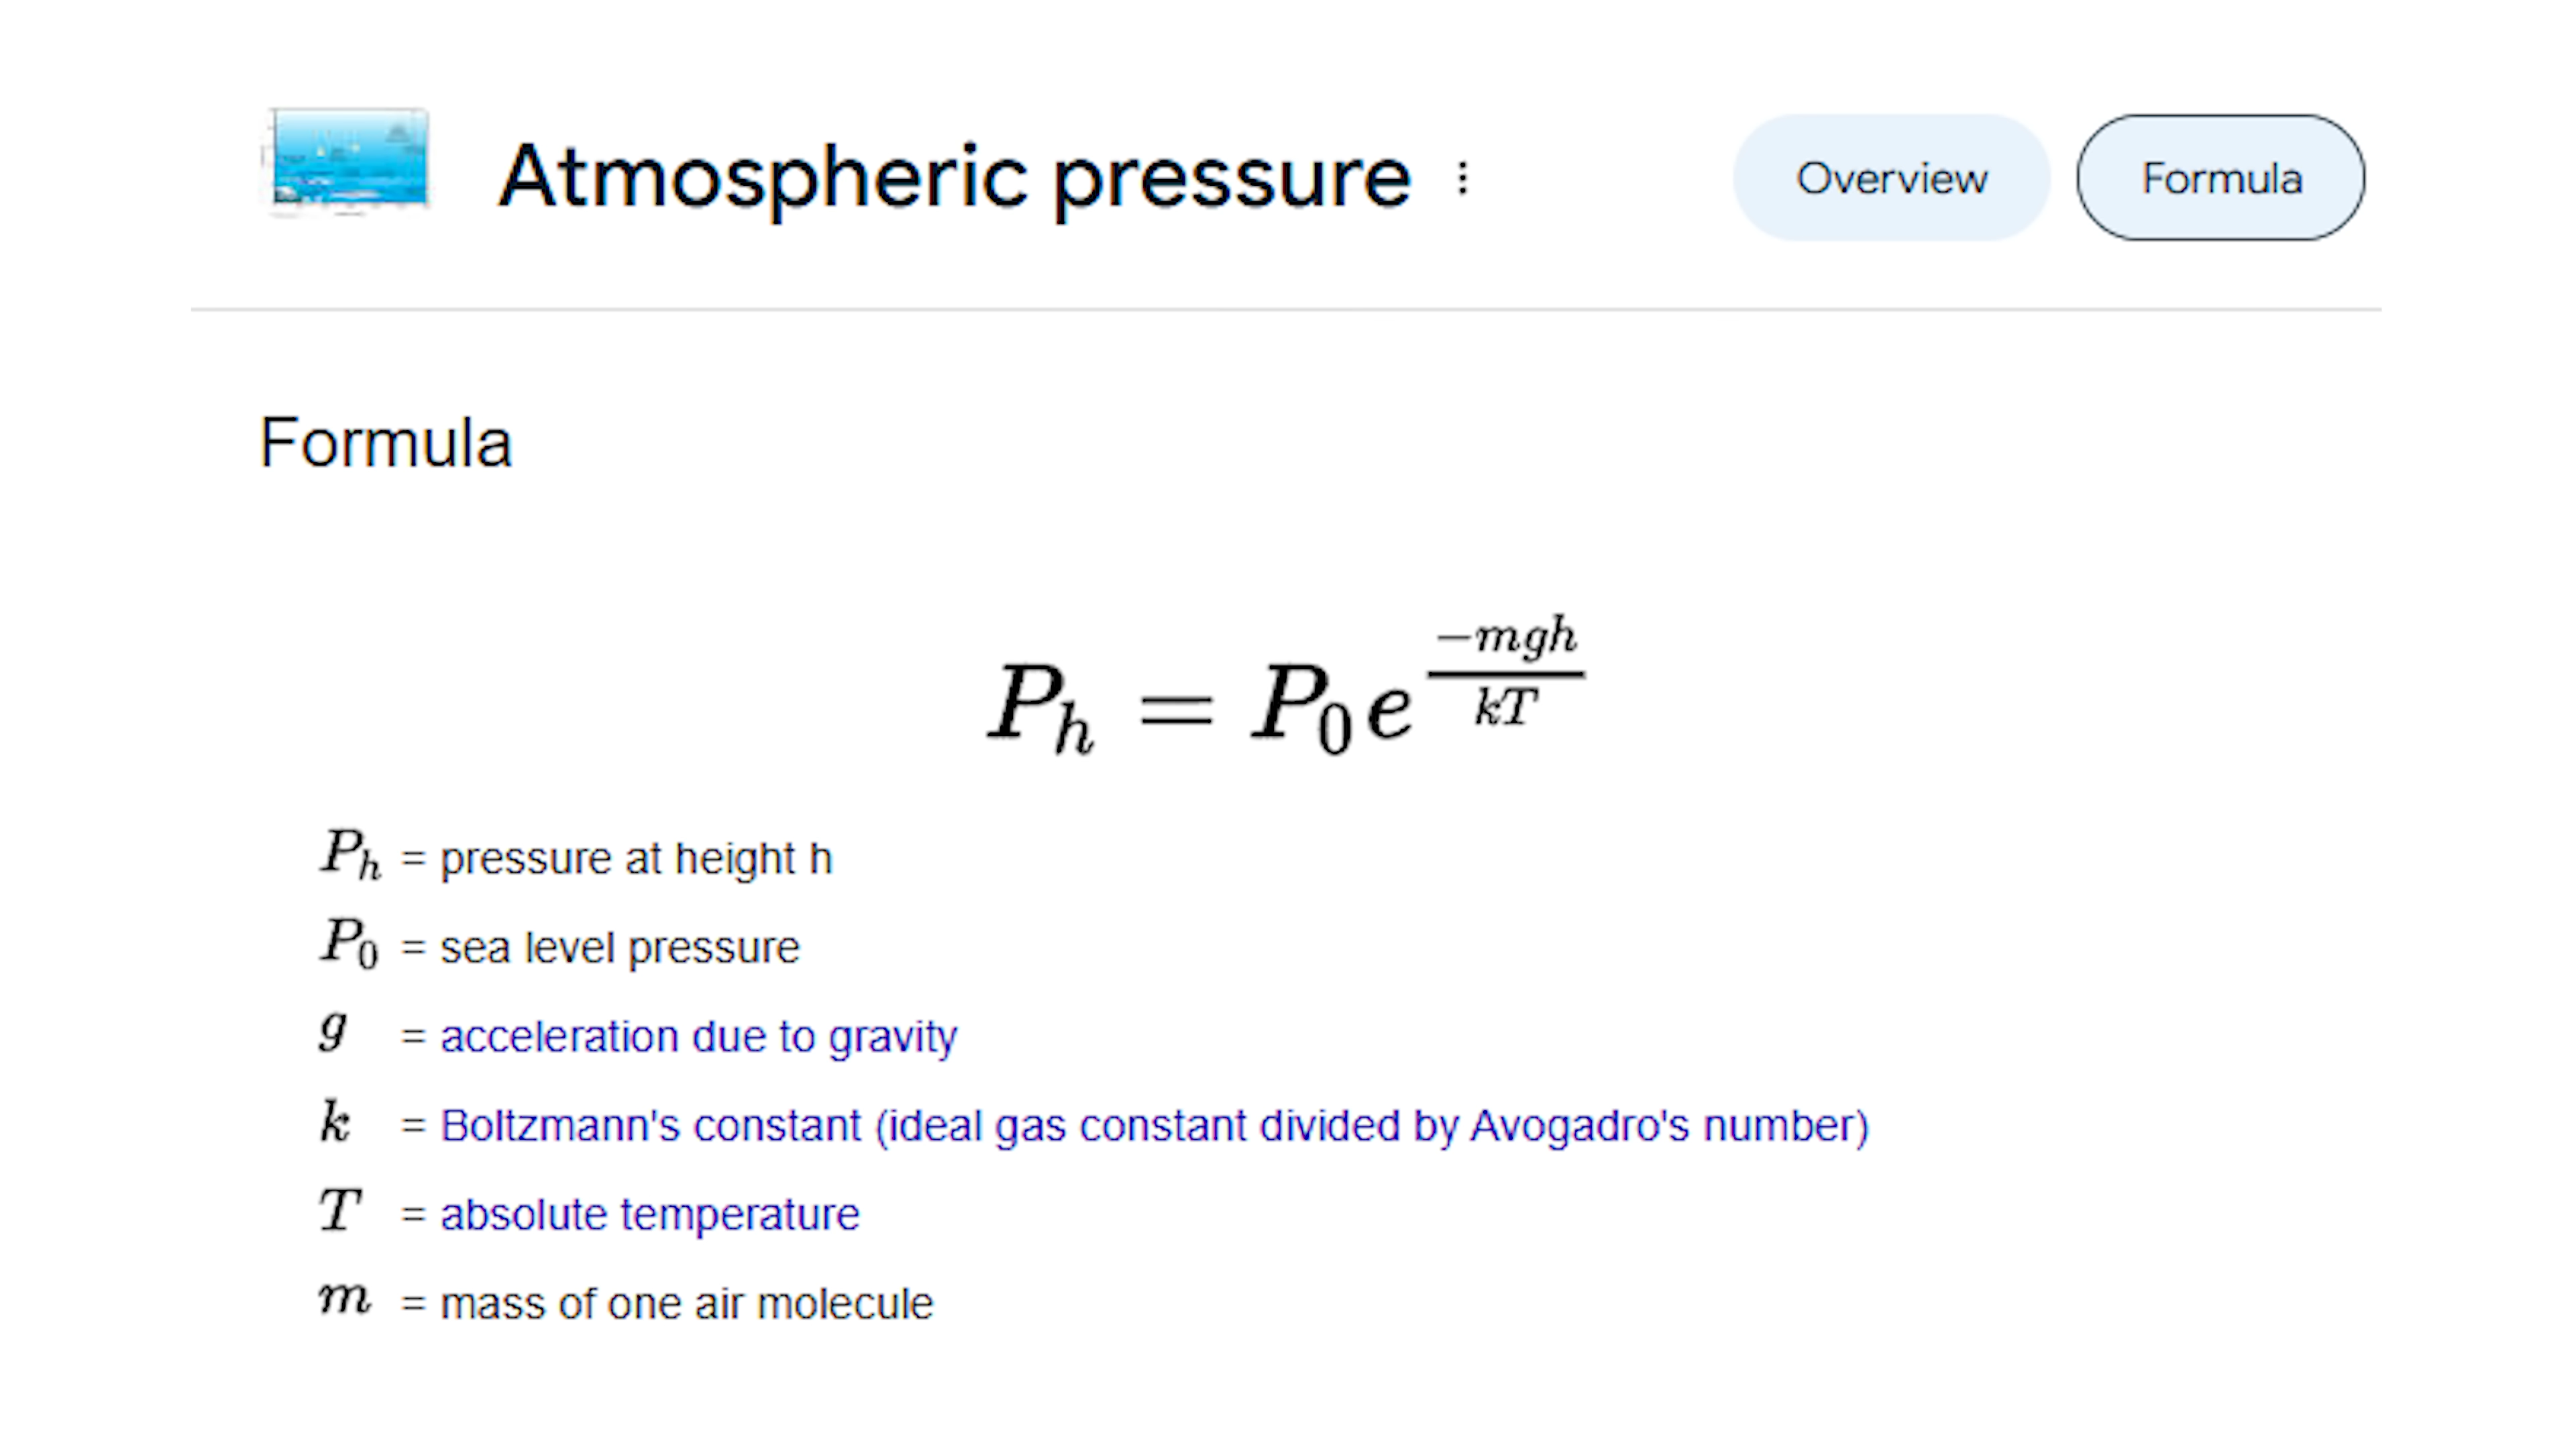 Atmospheric pressure
Overview
Formula
Formula
P_h = P_0 e^{\frac{-mgh}{kT}}
P_h = pressure at height h
P_0 = sea level pressure
g = acceleration due to gravity
k = Boltzmann's constant (ideal gas constant divided by Avogadro's number)
T = absolute temperature
m = mass of one air molecule